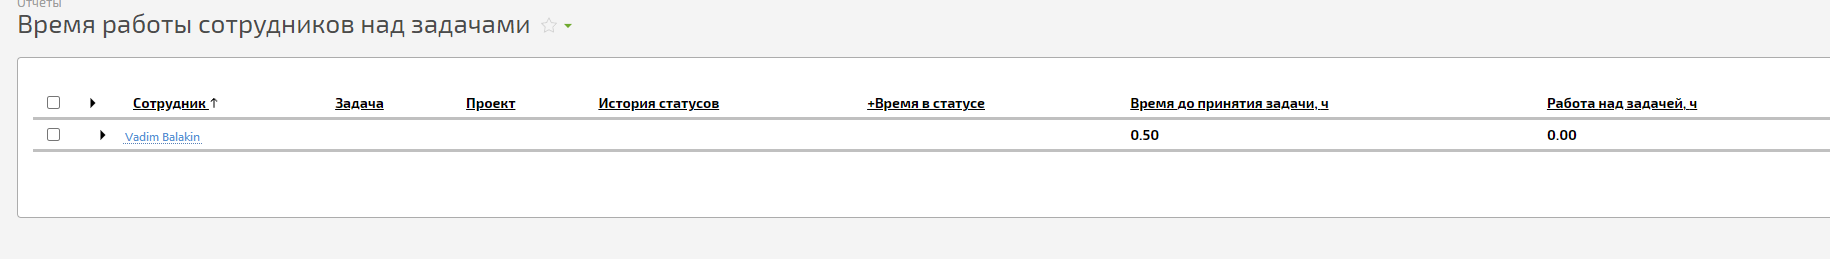 Отчеты
Время работы сотрудников над задачами
Сотрудник ↑ Задача Проект История статусов +Время в статусе Время до принятия задачи, ч Работа над задачей, ч
Vadim Balakin 0.50 0.00